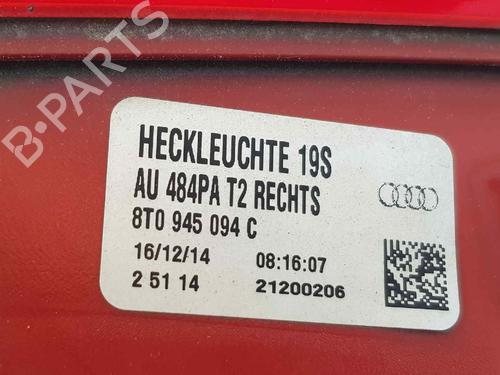 B-PARTS
HECKLEUCHTE 19S
AU 484PA T2 RECHTS
8T0 945 094 C
16/12/14 08:16:07
2 51 14 21200206